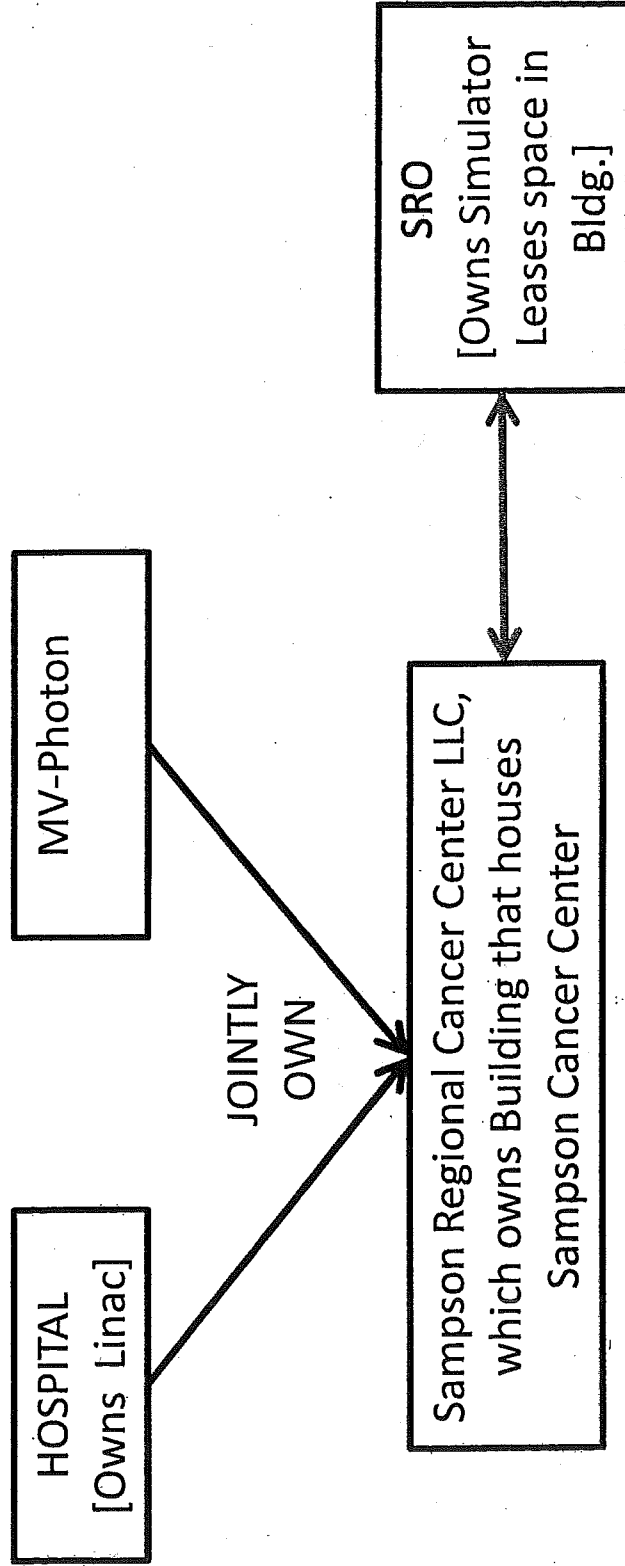 HOSPITAL
[Owns Linac]
MV-Photon
JOINTLY
OWN
Sampson Regional Cancer Center LLC,
which owns Building that houses
Sampson Cancer Center
SRO
[Owns Simulator
Leases space in
Bldg.]